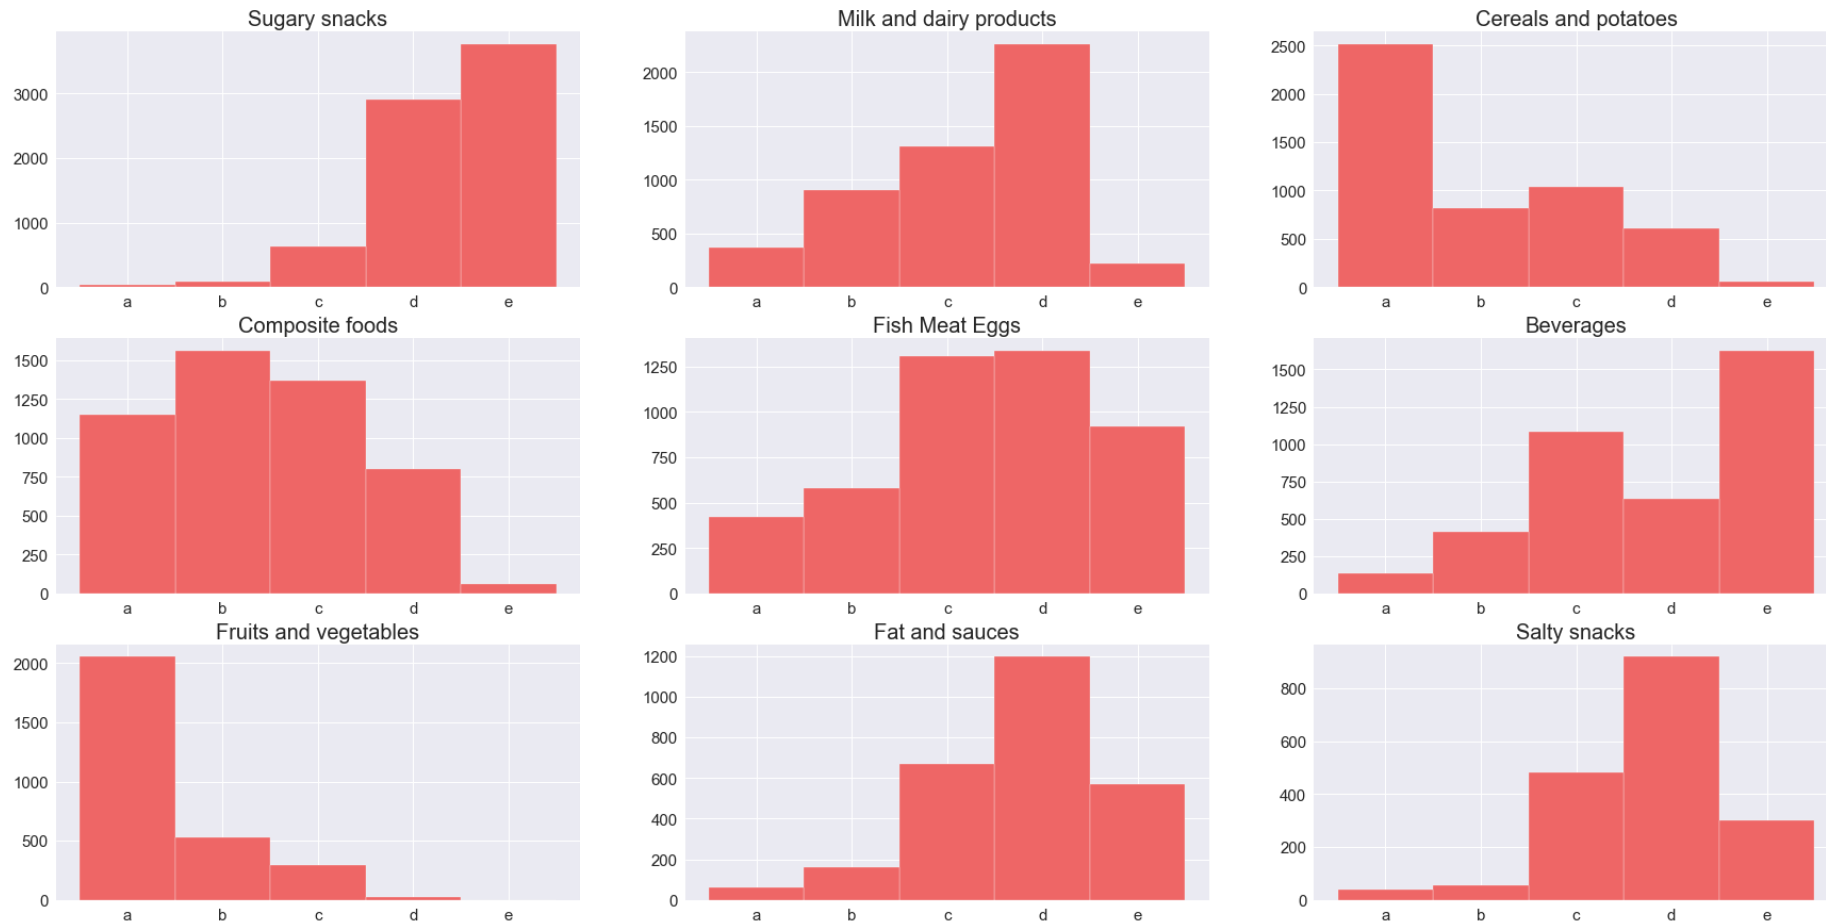 Sugary snacks
3000
2000
1000
0
a b c d e
Milk and dairy products
2000
1500
1000
500
0
a b c d e
Cereals and potatoes
2500
2000
1500
1000
500
0
a b c d e
Composite foods
1500
1250
1000
750
500
250
0
a b c d e
Fish Meat Eggs
1250
1000
750
500
250
0
a b c d e
Beverages
1500
1250
1000
750
500
250
0
a b c d e
Fruits and vegetables
2000
1500
1000
500
0
a b c d e
Fat and sauces
1200
1000
800
600
400
200
0
a b c d e
Salty snacks
800
600
400
200
0
a b c d e